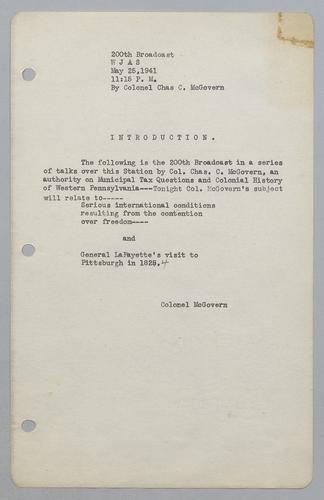 200th Broadcast
W J A S
May 25,1941
11:15 P. M.
By Colonel Chas C. McGovern
I N T R O D U C T I O N .
The following is the 200th Broadcast in a series
of talks over this Station by Col. Chas. C. McGovern, an
authority on Municipal Tax Questions and Colonial History
of Western Pennsylvania---Tonight Col. McGovern's subject
will relate to-----
Serious international conditions
resulting from the contention
over freedom----
and
General LaFayette's visit to
Pittsburgh in 1825.4
Colonel McGovern